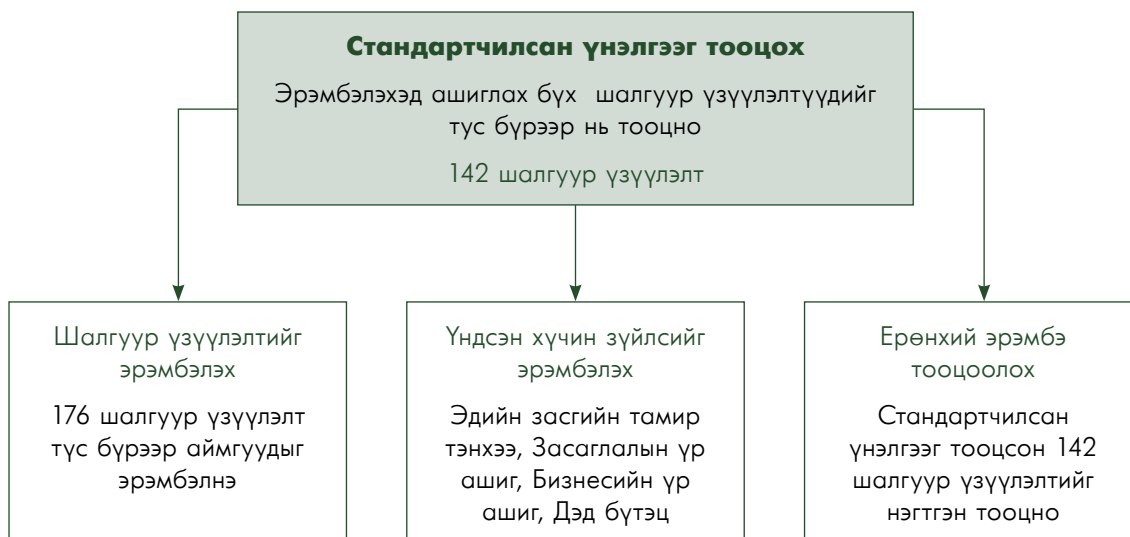 Стандартчилсан үнэлгээг тооцох
Эрэмбэлэхэд ашиглах бүх шалгуур үзүүлэлтүүдийг
тус бүрээр нь тооцно
142 шалгуур үзүүлэлт
Шалгуур үзүүлэлтийг
эрэмбэлэх
176 шалгуур үзүүлэлт
түс бүрээр аймгуудыг
эрэмбэлнэ
Үндсэн хүчин зүйлсийг
эрэмбэлэх
Эдийн засгийн тамир
тэнхээ, Засаглалын үр
ашиг, Бизнесийн үр
ашиг, Дэд бүтэц
Ерөнхий эрэмбэ
тооцоолох
Стандартчилсан
үнэлгээг тооцсон 142
шалгуур үзүүлэлтийг
нэгтгэн тооцно